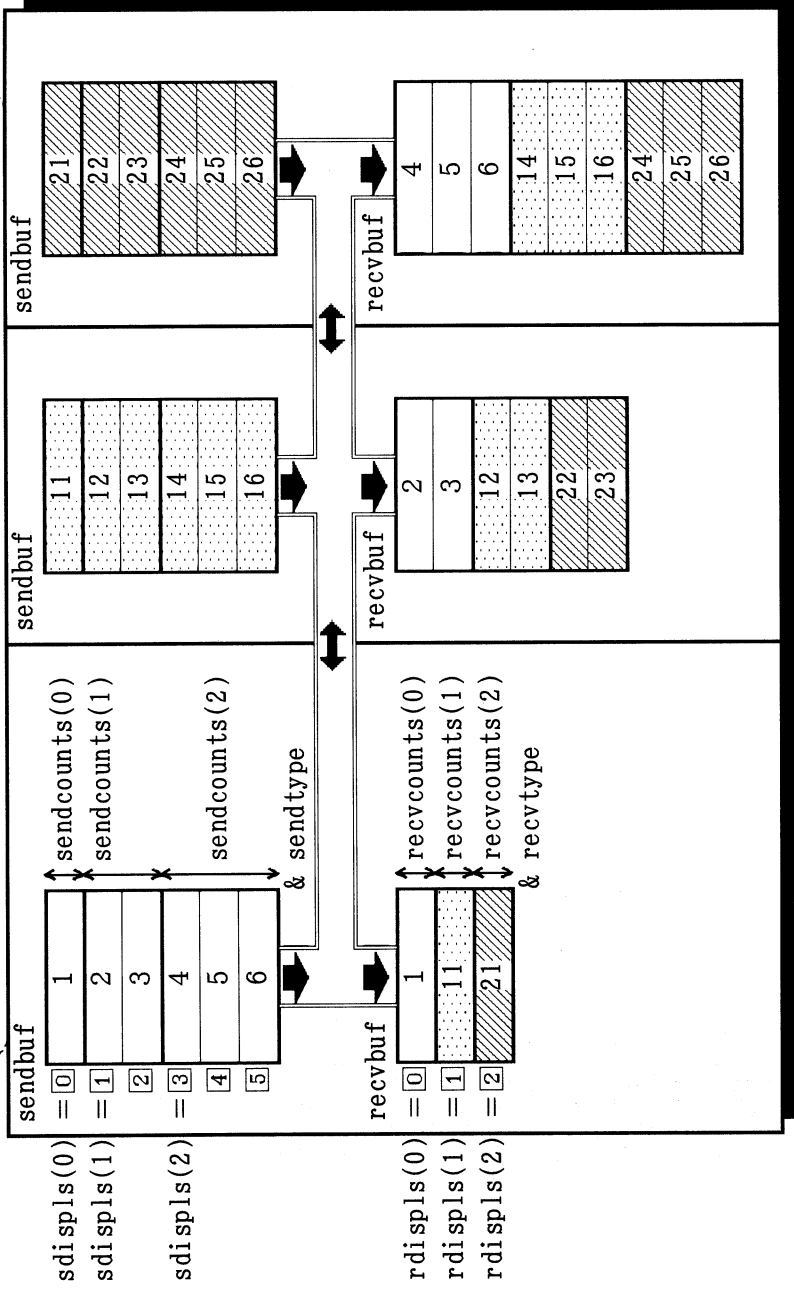 sendbuf sendbuf sendbuf
sdispls(0) = 0 1 sendcounts(0) 11 21
sdispls(1) = 1 2 sendcounts(1) 12 22
2 3 13 23
sdispls(2) = 3 4 14 24
4 5 sendcounts(2) 15 25
5 6 16 26
& sendtype
recvbuf recvbuf recvbuf
rdispls(0) = 0 1 recvcounts(0) 2 4
rdispls(1) = 1 11 recvcounts(1) 3 5
rdispls(2) = 2 21 recvcounts(2) 12 6
& recvtype 13 14
22 15
23 16
24
25
26